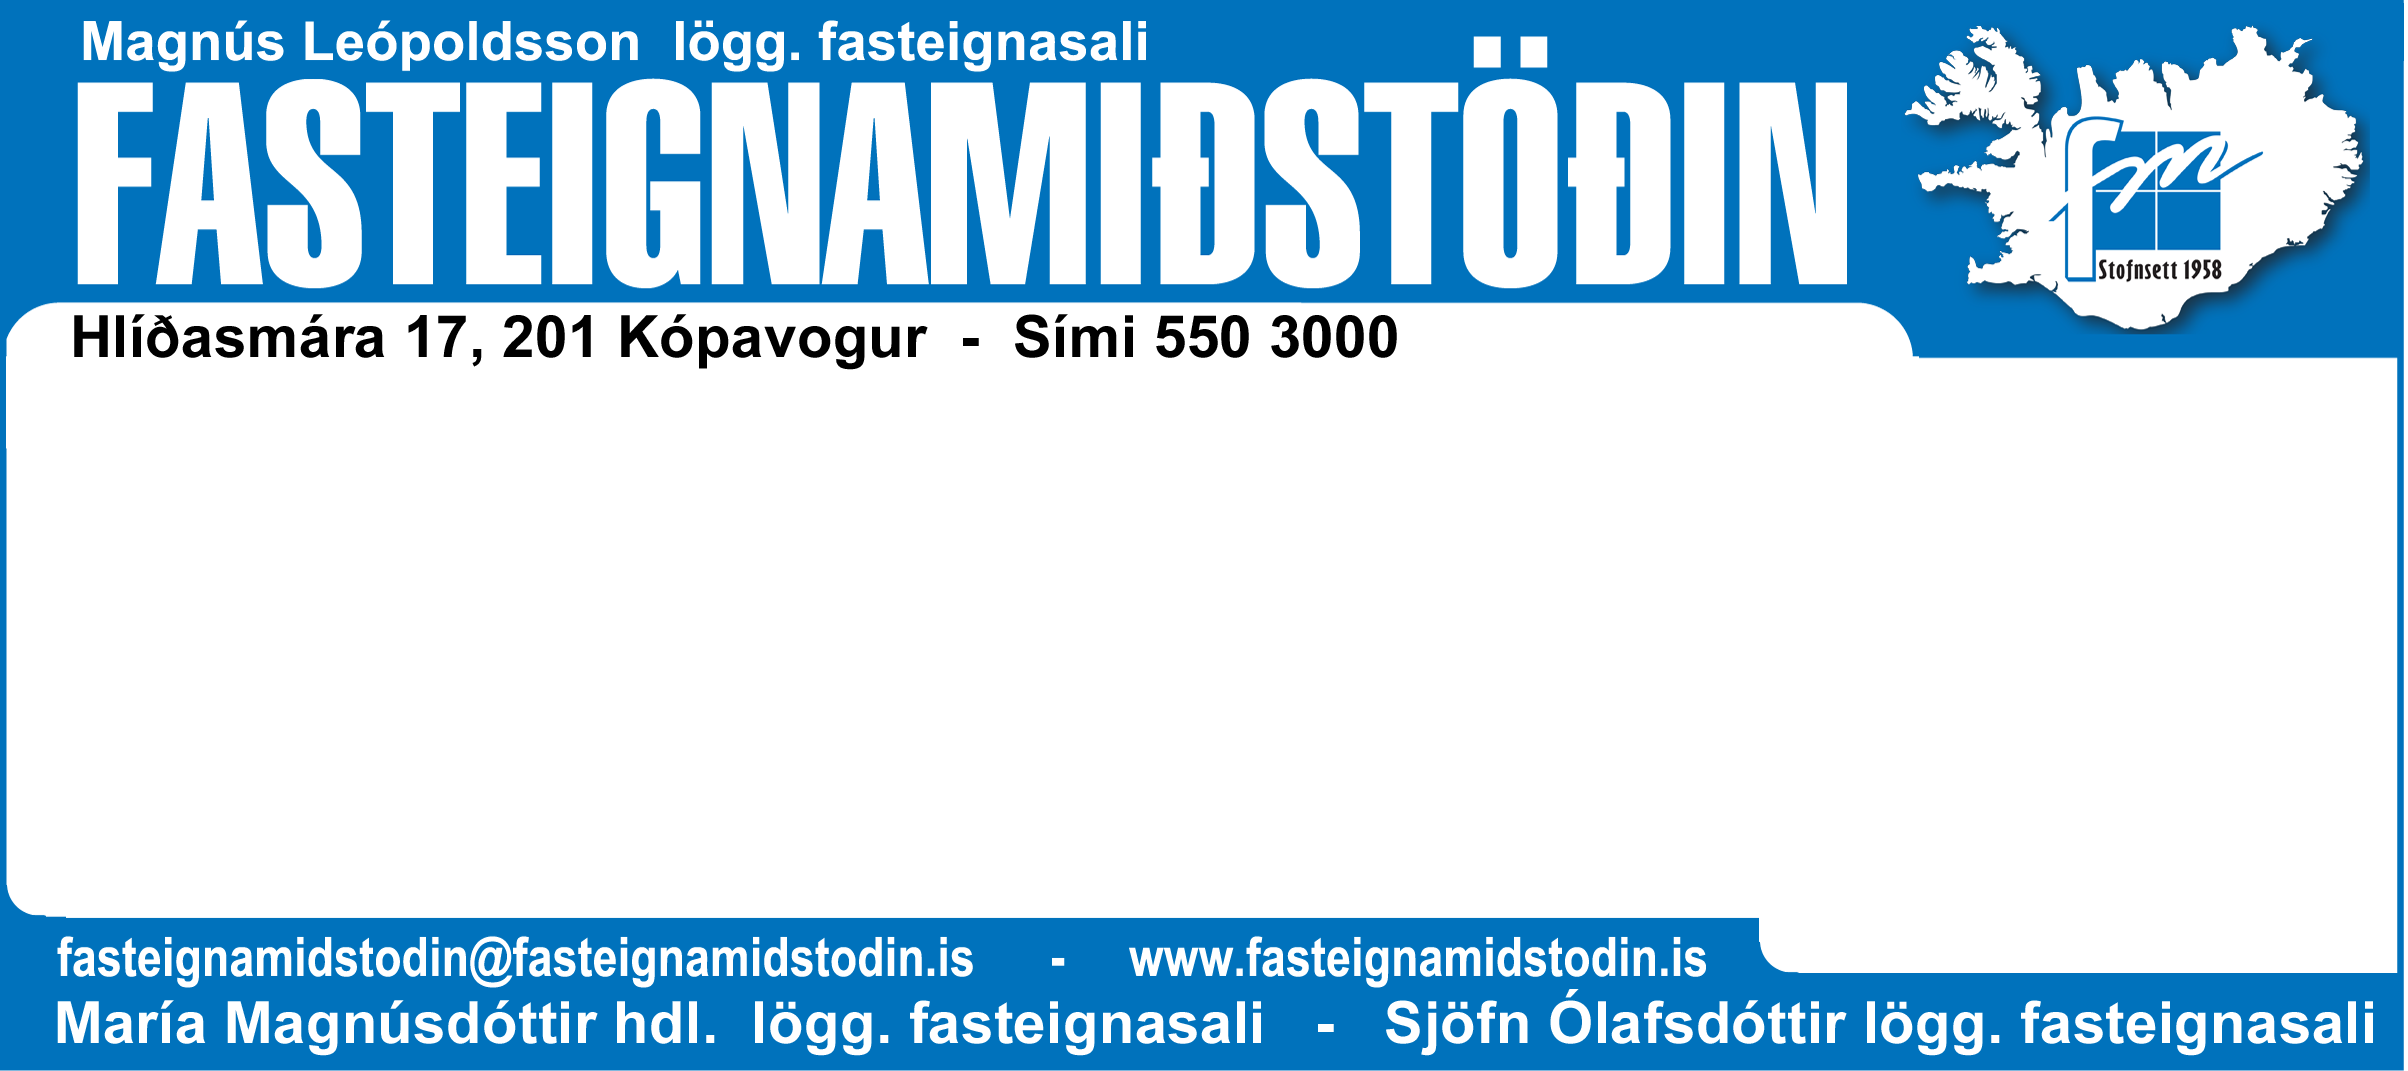 Magnús Leópoldsson lögg. fasteignasali
FASTEIGNAMIÐSTÖÐIN
fm
Stofnsett 1958
Hlíðasmára 17, 201 Kópavogur - Sími 550 3000
fasteignamidstodin@fasteignamidstodin.is - www.fasteignamidstodin.is
María Magnúsdóttir hdl. lögg. fasteignasali - Sjöfn Ólafsdóttir lögg. fasteignasali